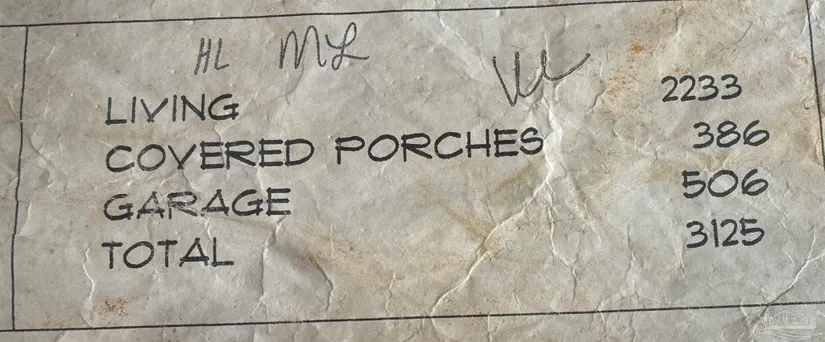 HL ML
LIVING 2233
COVERED PORCHES 386
GARAGE 506
TOTAL 3125